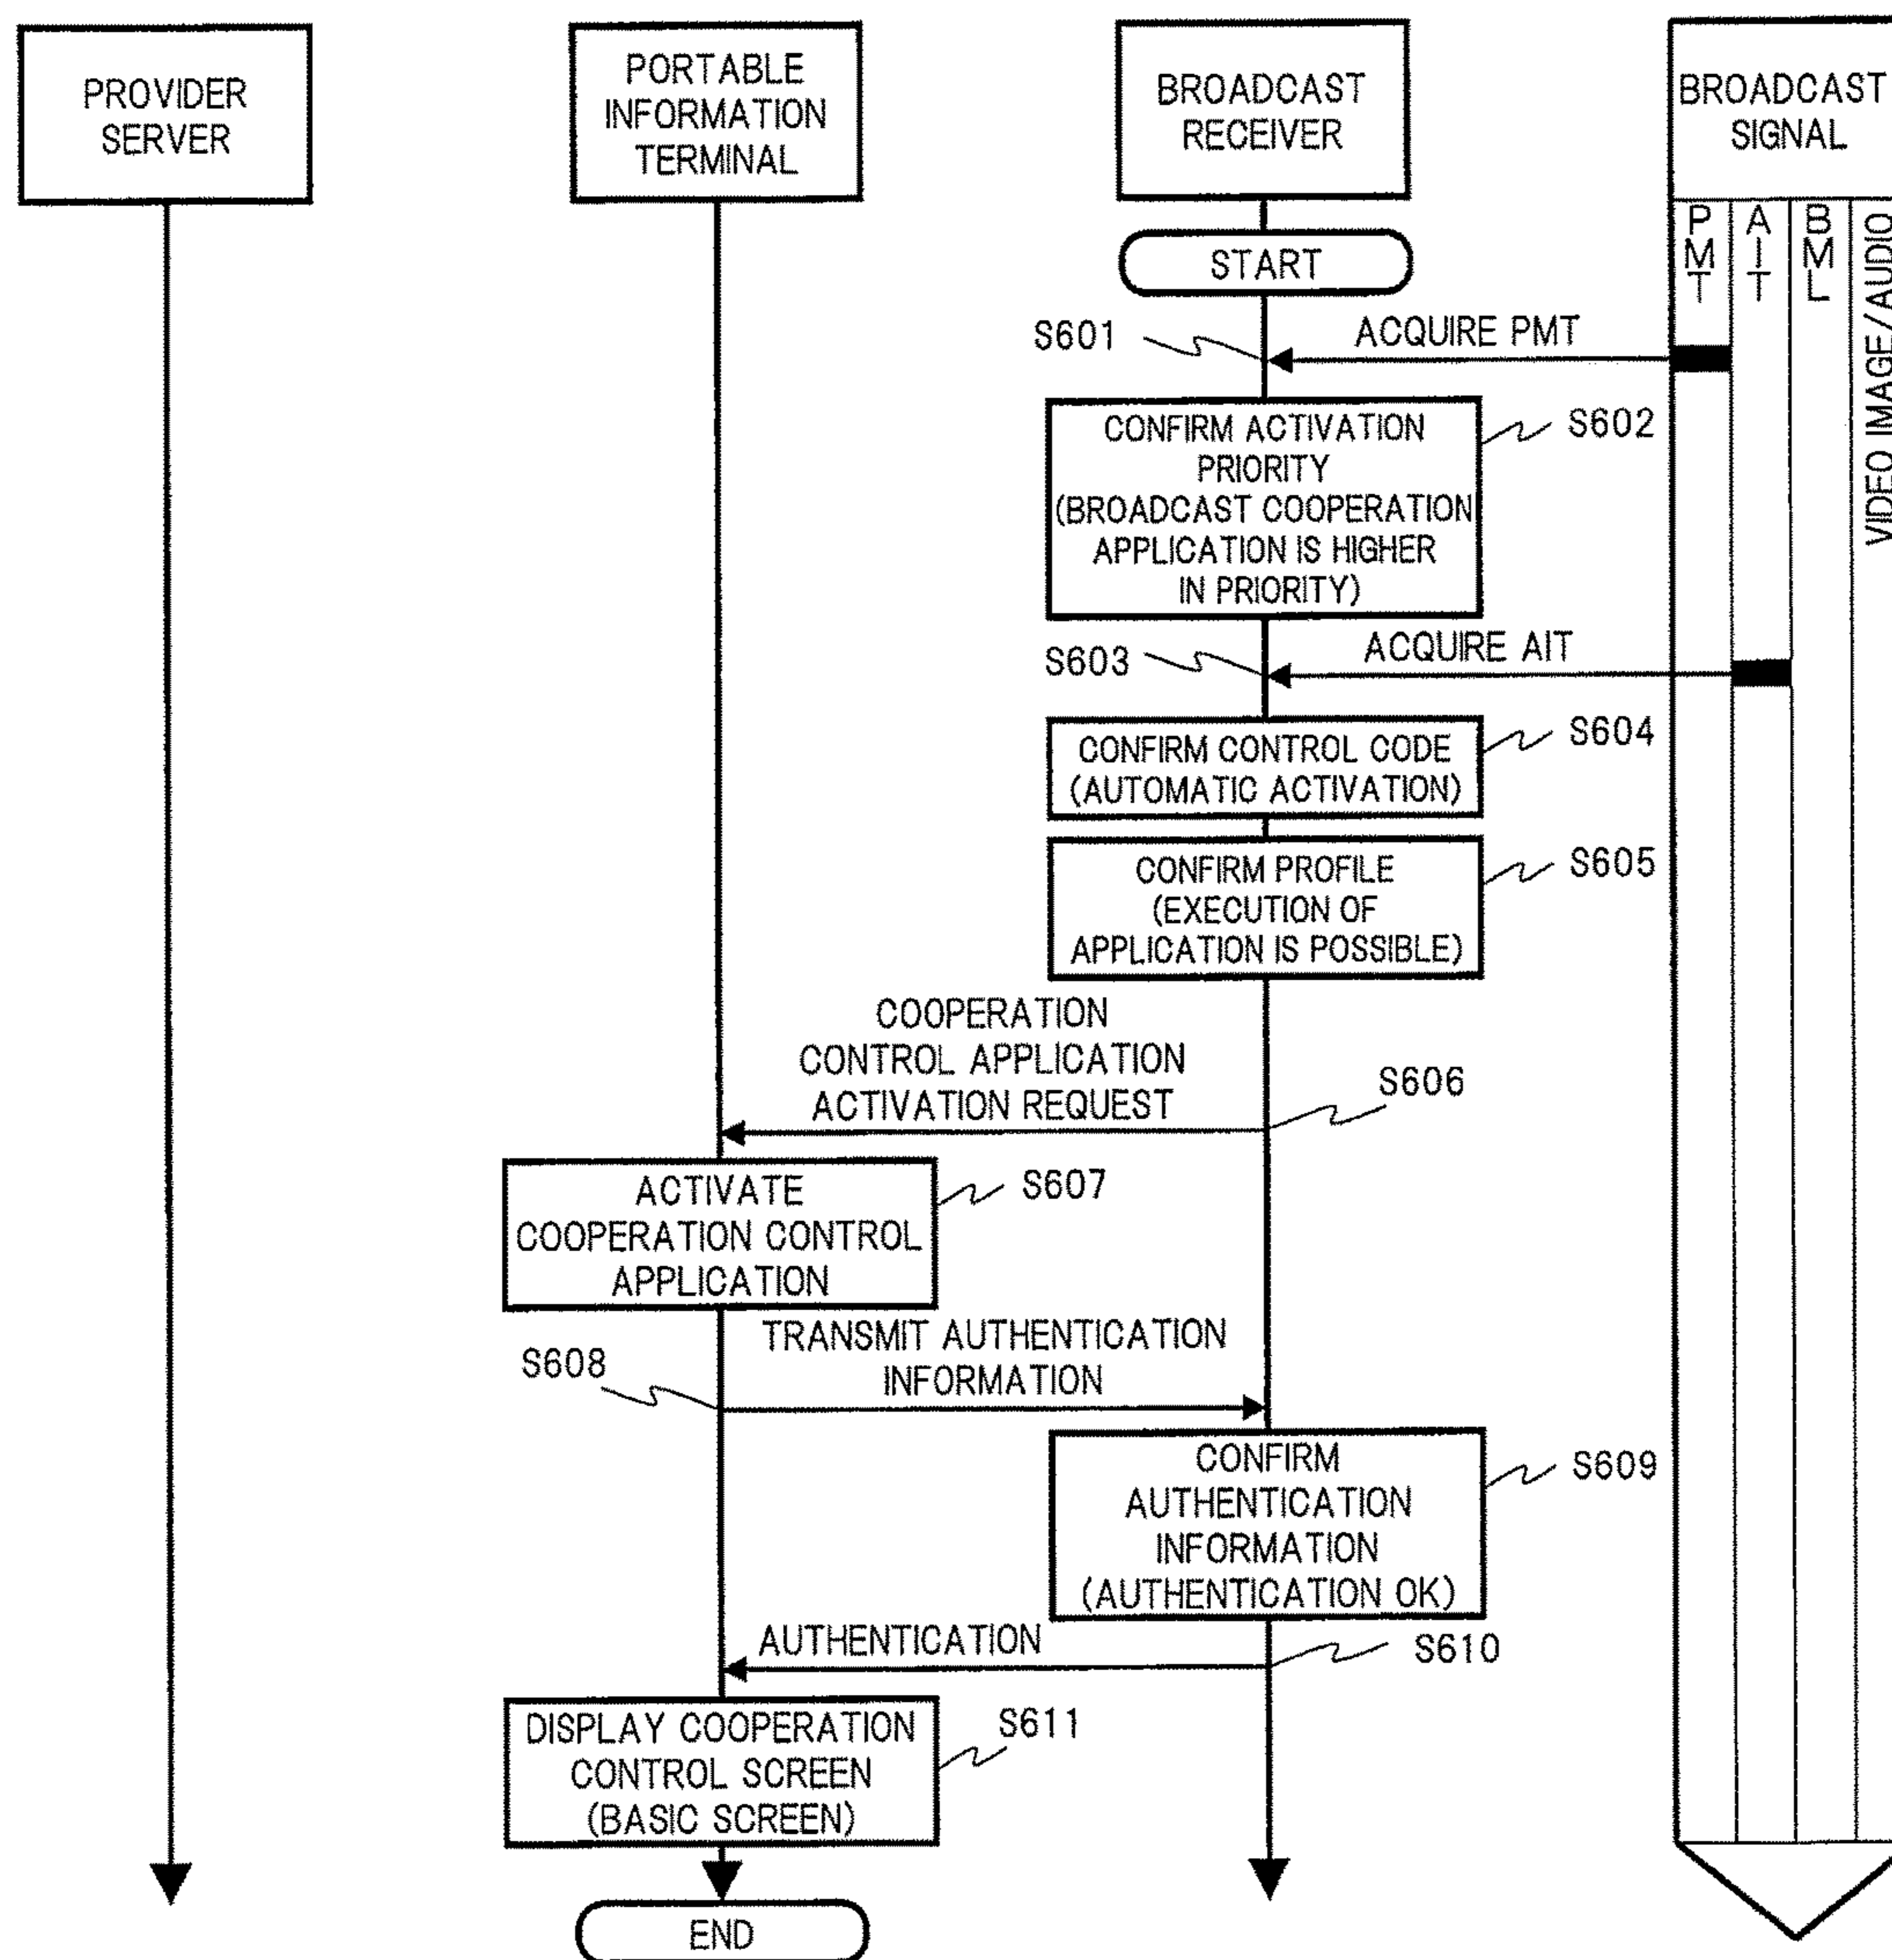 PROVIDER
SERVER
PORTABLE
INFORMATION
TERMINAL
BROADCAST
RECEIVER
BROADCAST
SIGNAL
PMT
AIT
BML
VIDEO IMAGE/AUDIO
START
S601
ACQUIRE PMT
CONFIRM ACTIVATION
PRIORITY
(BROADCAST COOPERATION
APPLICATION IS HIGHER
IN PRIORITY)
S602
S603
ACQUIRE AIT
CONFIRM CONTROL CODE
(AUTOMATIC ACTIVATION)
S604
CONFIRM PROFILE
(EXECUTION OF
APPLICATION IS POSSIBLE)
S605
COOPERATION
CONTROL APPLICATION
ACTIVATION REQUEST
S606
ACTIVATE
COOPERATION CONTROL
APPLICATION
S607
S608
TRANSMIT AUTHENTICATION
INFORMATION
CONFIRM
AUTHENTICATION
INFORMATION
(AUTHENTICATION OK)
S609
AUTHENTICATION
S610
DISPLAY COOPERATION
CONTROL SCREEN
(BASIC SCREEN)
S611
END